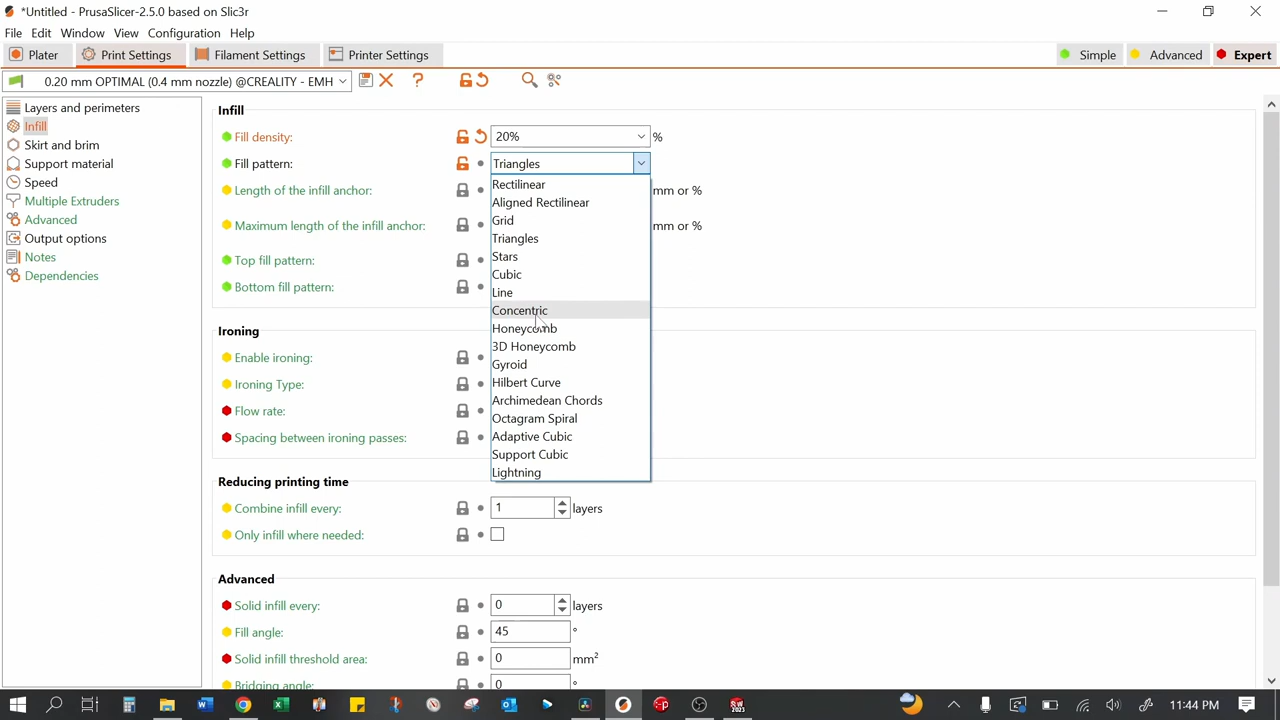 *Untitled - PrusaSlicer-2.5.0 based on Slic3r
File Edit Window View Configuration Help
Plater Print Settings Filament Settings Printer Settings Simple Advanced Expert
0.20 mm OPTIMAL (0.4 mm nozzle) @CREALITY - EMH
Layers and perimeters
Infill
Skirt and brim
Support material
Speed
Multiple Extruders
Advanced
Output options
Notes
Dependencies
Infill
Fill density: 20% %
Fill pattern: Triangles
Length of the infill anchor: mm or %
Maximum length of the infill anchor: mm or %
Top fill pattern:
Bottom fill pattern:
Rectilinear
Aligned Rectilinear
Grid
Triangles
Stars
Cubic
Line
Concentric
Honeycomb
3D Honeycomb
Gyroid
Hilbert Curve
Archimedean Chords
Octagram Spiral
Adaptive Cubic
Support Cubic
Lightning
Ironing
Enable ironing:
Ironing Type:
Flow rate:
Spacing between ironing passes:
Reducing printing time
Combine infill every: 1 layers
Only infill where needed:
Advanced
Solid infill every: 0 layers
Fill angle: 45 °
Solid infill threshold area: 0 mm²
Bridging angle: 0 °
11:44 PM